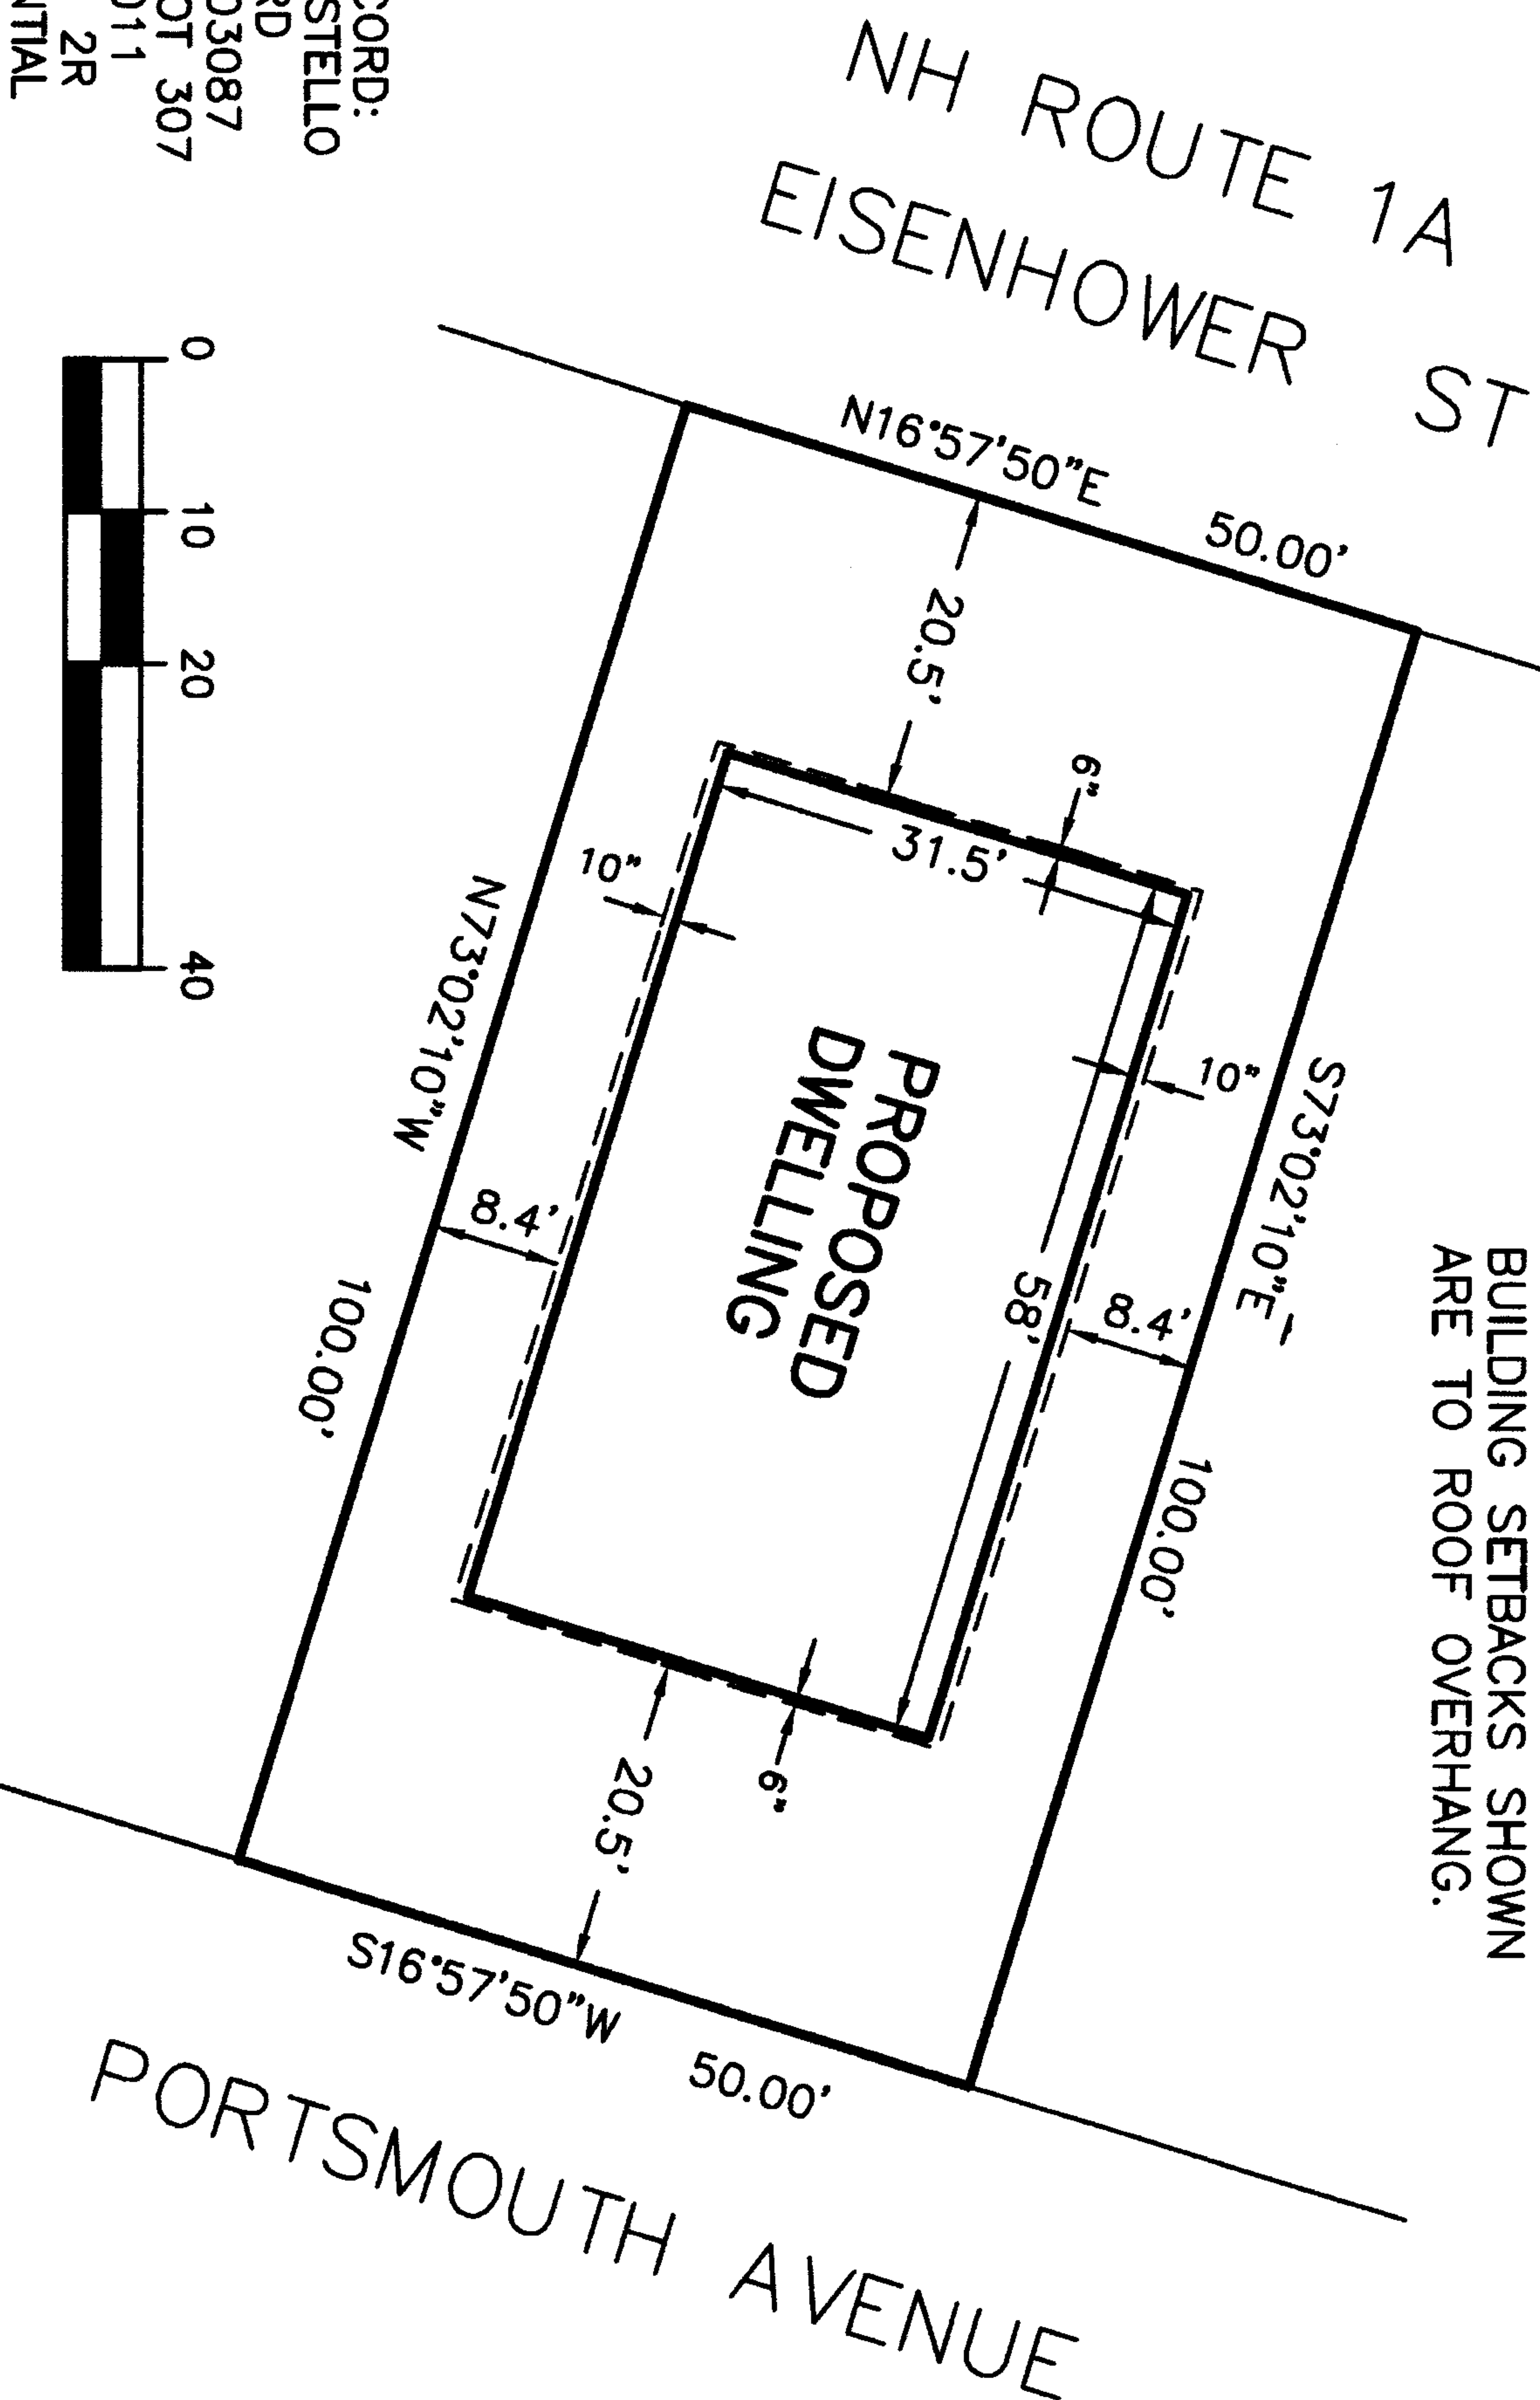 NH ROUTE 1A
EISENHOWER ST
N16°57'50"E 50.00'
20.5'
6"
31.5'
10"
10"
S73°02'10"E
100.00'
N73°02'10"W
100.00'
8.4'
8.4'
58'
PROPOSED
DWELLING
6"
20.5'
S16°57'50"W 50.00'
PORTSMOUTH AVENUE
BUILDING SETBACKS SHOWN
ARE TO ROOF OVERHANG.
CORD:
STELLO
RD
03087
OT 307
011
2R
NTIAL
0 10 20 40